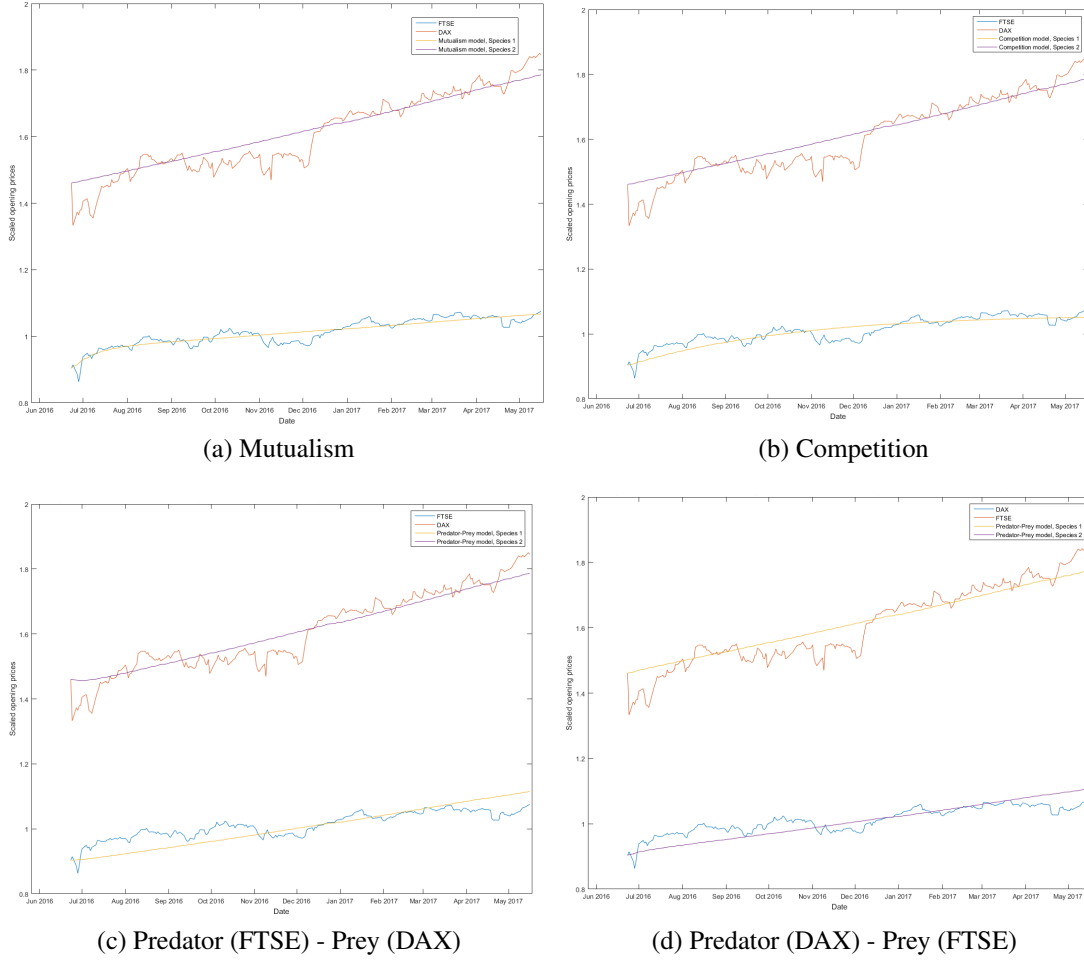 2
1.8
1.6
1.4
1.2
1
0.8
Scaled opening prices
FTSE
DAX
Mutualism model, Species 1
Mutualism model, Species 2
Jun 2016 Jul 2016 Aug 2016 Sep 2016 Oct 2016 Nov 2016 Dec 2016 Jan 2017 Feb 2017 Mar 2017 Apr 2017 May 2017
Date
(a) Mutualism
2
1.8
1.6
1.4
1.2
1
0.8
Scaled opening prices
FTSE
DAX
Competition model, Species 1
Competition model, Species 2
Jun 2016 Jul 2016 Aug 2016 Sep 2016 Oct 2016 Nov 2016 Dec 2016 Jan 2017 Feb 2017 Mar 2017 Apr 2017 May 2017
Date
(b) Competition
2
1.8
1.6
1.4
1.2
1
0.8
Scaled opening prices
FTSE
DAX
Predator-Prey model, Species 1
Predator-Prey model, Species 2
Jun 2016 Jul 2016 Aug 2016 Sep 2016 Oct 2016 Nov 2016 Dec 2016 Jan 2017 Feb 2017 Mar 2017 Apr 2017 May 2017
Date
(c) Predator (FTSE) - Prey (DAX)
2
1.8
1.6
1.4
1.2
1
0.8
Scaled opening prices
DAX
FTSE
Predator-Prey model, Species 1
Predator-Prey model, Species 2
Jun 2016 Jul 2016 Aug 2016 Sep 2016 Oct 2016 Nov 2016 Dec 2016 Jan 2017 Feb 2017 Mar 2017 Apr 2017 May 2017
Date
(d) Predator (DAX) - Prey (FTSE)